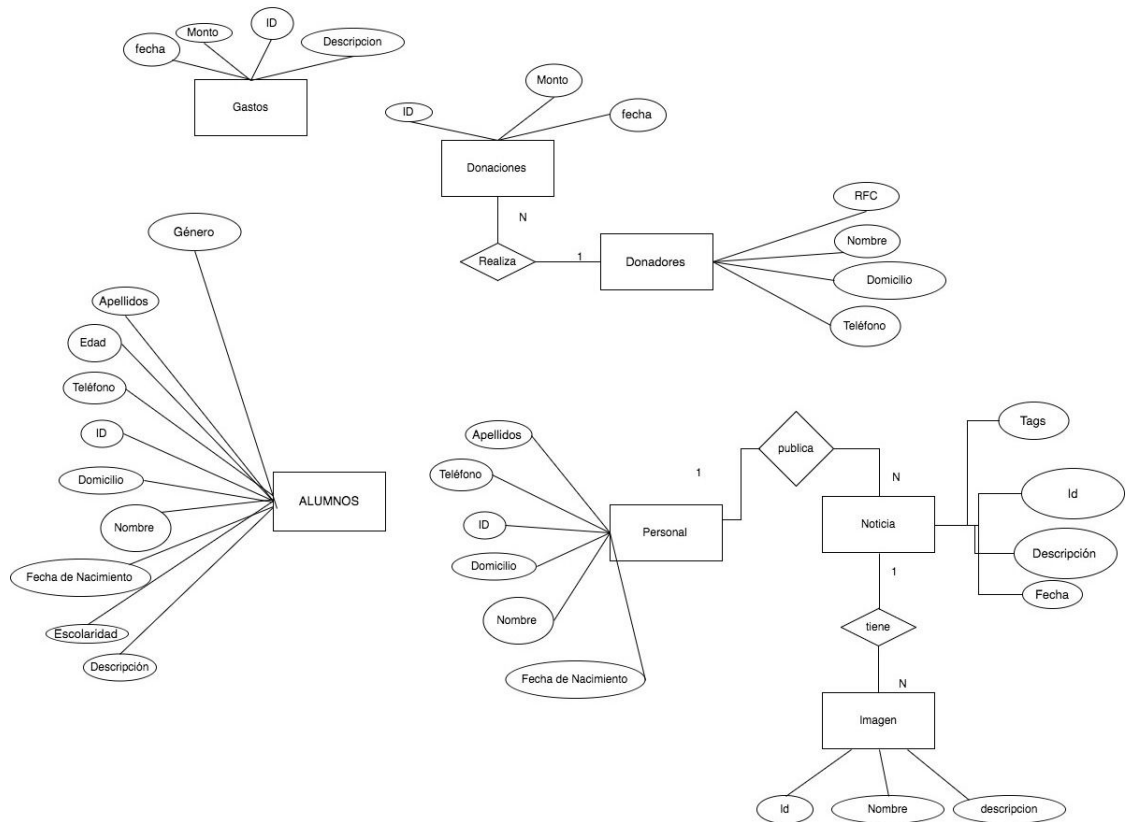 ID
Monto
Descripcion
fecha
Gastos
Monto
ID
fecha
Donaciones
N
Realiza
1
Donadores
RFC
Nombre
Domicilio
Teléfono
Género
Apellidos
Edad
Teléfono
ID
Domicilio
Nombre
Fecha de Nacimiento
Escolaridad
Descripción
ALUMNOS
Apellidos
Teléfono
ID
Domicilio
Nombre
Fecha de Nacimiento
Personal
1
publica
N
Noticia
Tags
Id
Descripción
Fecha
1
tiene
N
Imagen
Id
Nombre
descripcion